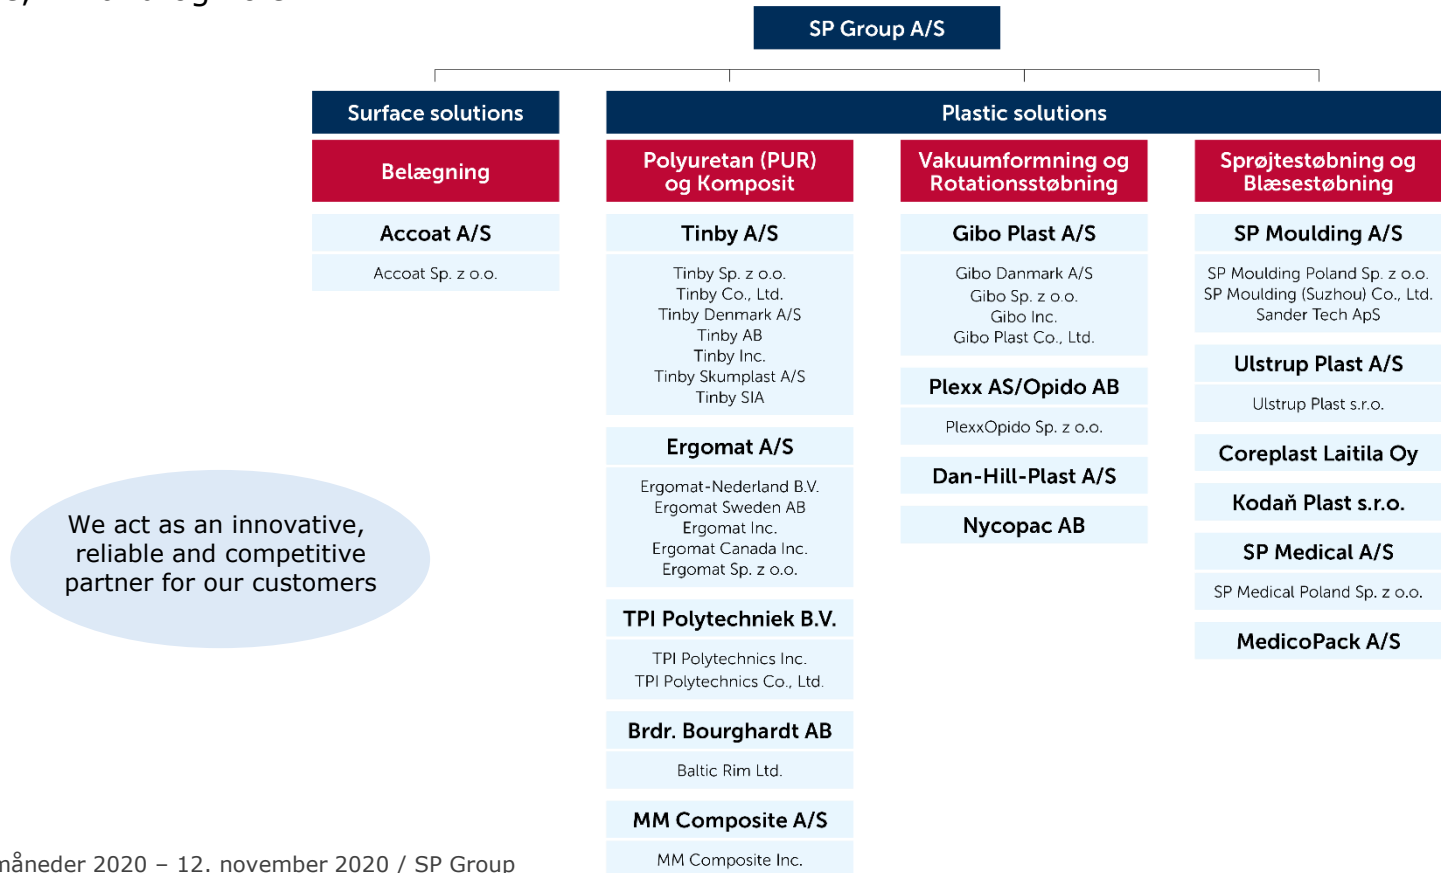 SP Group A/S
Surface solutions
Plastic solutions
Belægning
Polyuretan (PUR)
og Komposit
Vakuumformning og
Rotationsstøbning
Sprøjtestøbning og
Blæsestøbning
Accoat A/S
Accoat Sp. z o.o.
Tinby A/S
Tinby Sp. z o.o.
Tinby Co., Ltd.
Tinby Denmark A/S
Tinby AB
Tinby Inc.
Tinby Skumplast A/S
Tinby SIA
Ergomat A/S
Ergomat-Nederland B.V.
Ergomat Sweden AB
Ergomat Inc.
Ergomat Canada Inc.
Ergomat Sp. z o.o.
TPI Polytechniek B.V.
TPI Polytechnics Inc.
TPI Polytechnics Co., Ltd.
Brdr. Bourghardt AB
Baltic Rim Ltd.
MM Composite A/S
MM Composite Inc.
Gibo Plast A/S
Gibo Danmark A/S
Gibo Sp. z o.o.
Gibo Inc.
Gibo Plast Co., Ltd.
Plexx AS/Opido AB
PlexxOpido Sp. z o.o.
Dan-Hill-Plast A/S
Nycopac AB
SP Moulding A/S
SP Moulding Poland Sp. z o.o.
SP Moulding (Suzhou) Co., Ltd.
Sander Tech ApS
Ulstrup Plast A/S
Ulstrup Plast s.r.o.
Coreplast Laitila Oy
Kodaň Plast s.r.o.
SP Medical A/S
SP Medical Poland Sp. z o.o.
MedicoPack A/S
We act as an innovative,
reliable and competitive
partner for our customers
måneder 2020 – 12. november 2020 / SP Group